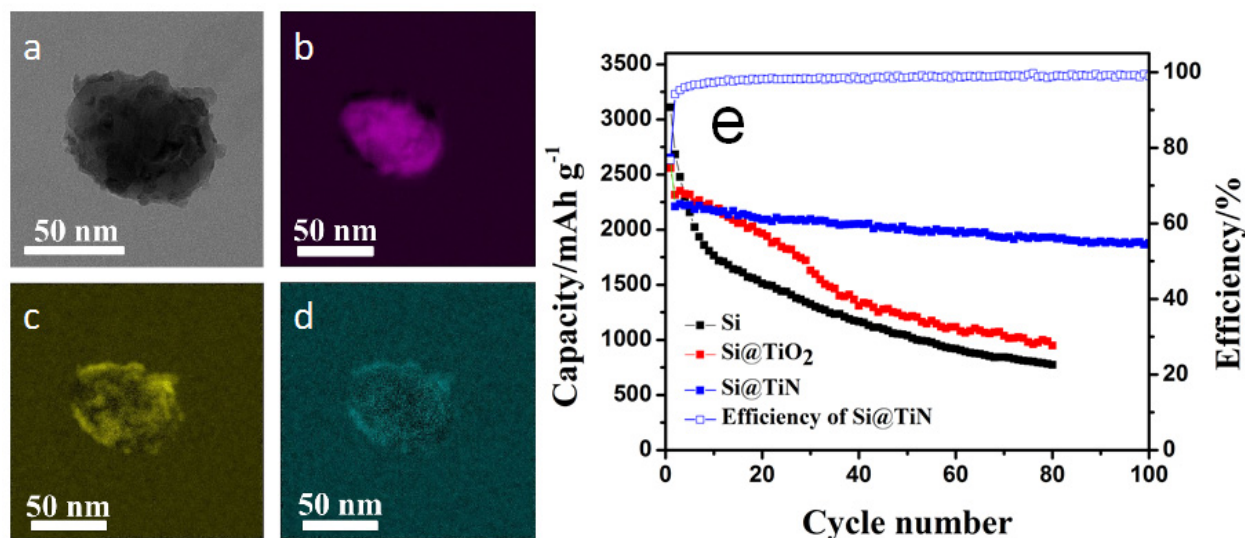 a
50 nm
b
50 nm
c
50 nm
d
50 nm
e
Capacity/mAh g⁻¹
3500
3000
2500
2000
1500
1000
500
0
Si
Si@TiO₂
Si@TiN
Efficiency of Si@TiN
100
80
60
40
20
0
Efficiency/%
0 20 40 60 80 100
Cycle number